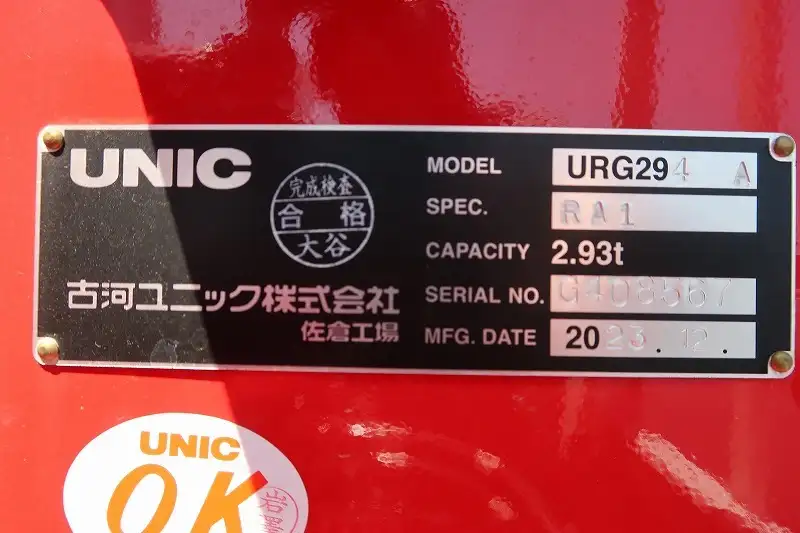 UNIC
完成検査
合格
大谷
古河ユニック株式会社
佐倉工場
MODEL URG294 A
SPEC. RA1
CAPACITY 2.93t
SERIAL NO. G408567
MFG. DATE 2023.12.
UNIC
OK